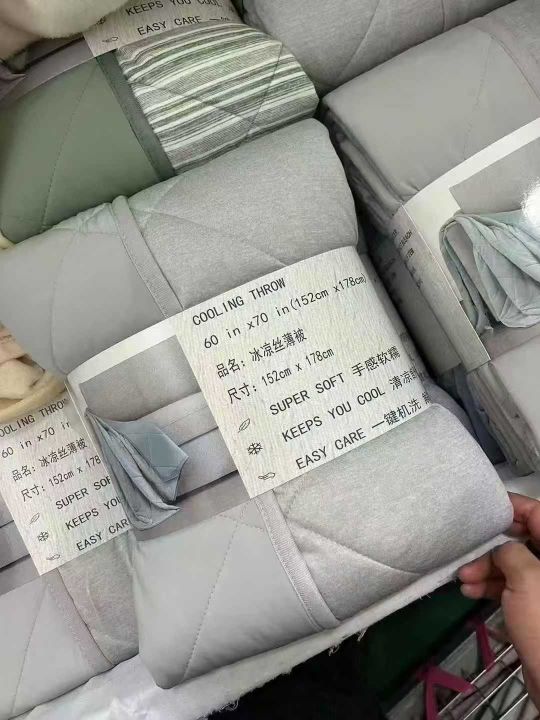 KEEPS YOU COOL
EASY CARE 一
COOLING THROW
60 in x70 in(152cm x178cm)
品名：冰凉丝薄被
尺寸：152cm x 178cm
SUPER SOFT 手感软糯
KEEPS YOU COOL 清凉
EASY CARE 一键机洗
COOLING THROW
60 in x70 in
品名：冰凉丝薄被
尺寸：152cm x 178
SUPER SOF
KEEPS YOU
EASY CARE